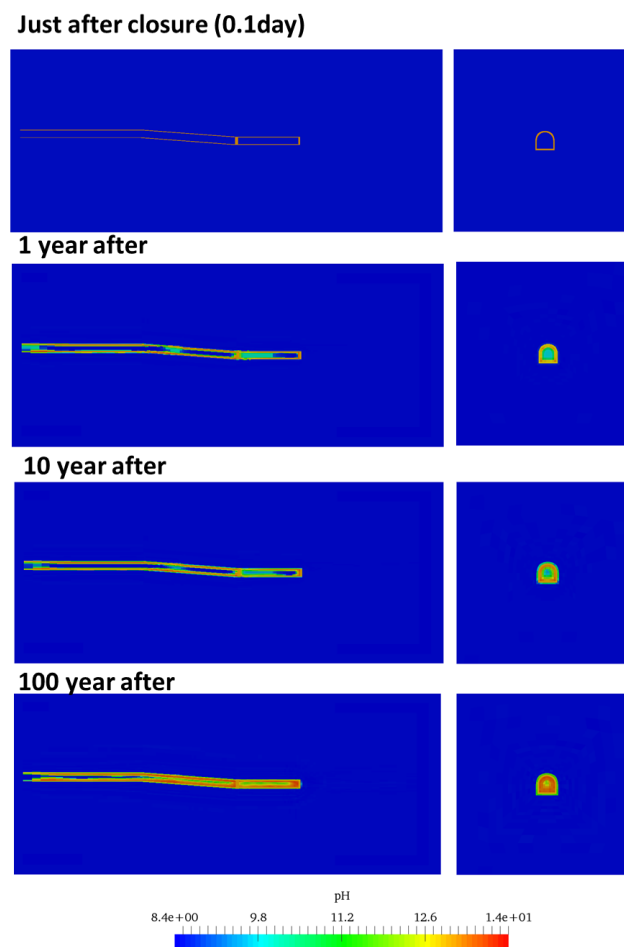 Just after closure (0.1day)
1 year after
10 year after
100 year after
pH
8.4e+00 9.8 11.2 12.6 1.4e+01